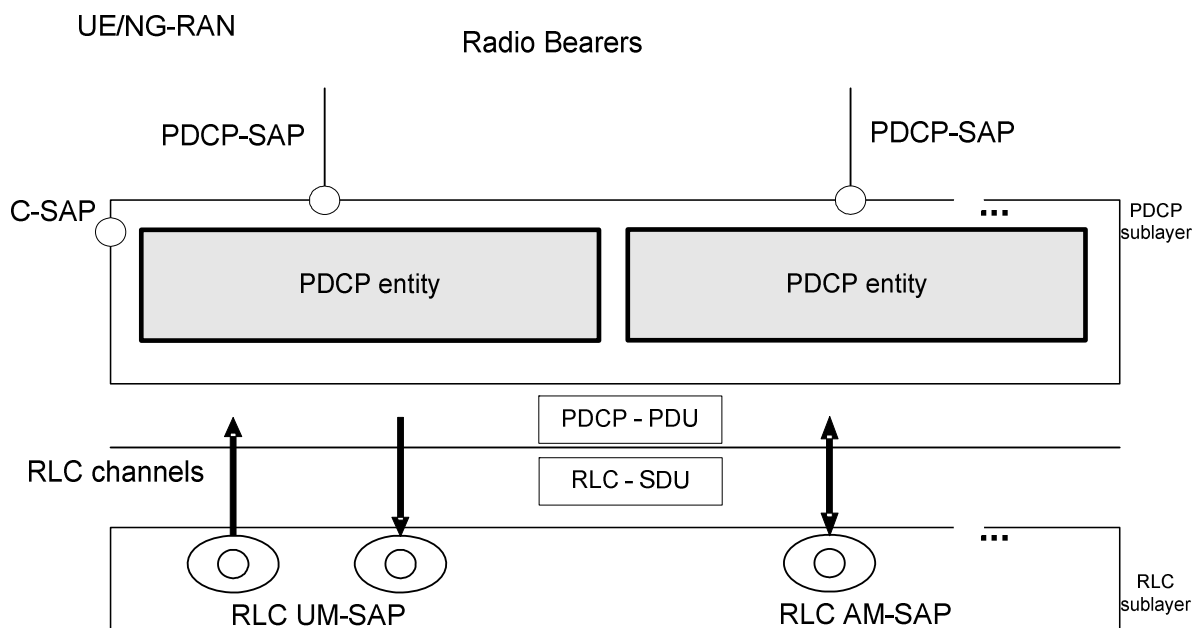 UE/NG-RAN
Radio Bearers
PDCP-SAP
PDCP-SAP
C-SAP
...
PDCP
sublayer
PDCP entity
PDCP entity
PDCP - PDU
RLC channels
RLC - SDU
...
RLC UM-SAP
RLC AM-SAP
RLC
sublayer